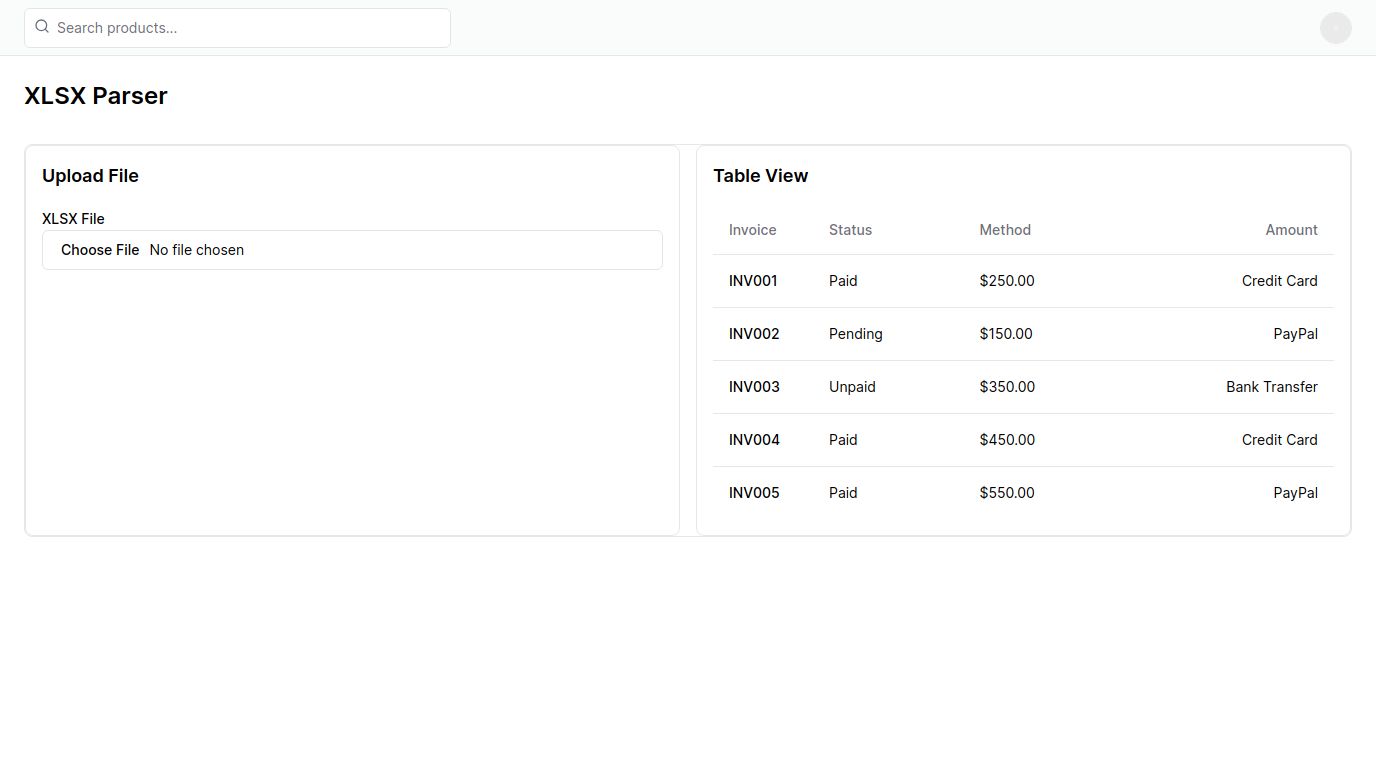 Search products...
XLSX Parser
Upload File
XLSX File
Choose File No file chosen
Table View
Invoice Status Method Amount
INV001 Paid $250.00 Credit Card
INV002 Pending $150.00 PayPal
INV003 Unpaid $350.00 Bank Transfer
INV004 Paid $450.00 Credit Card
INV005 Paid $550.00 PayPal